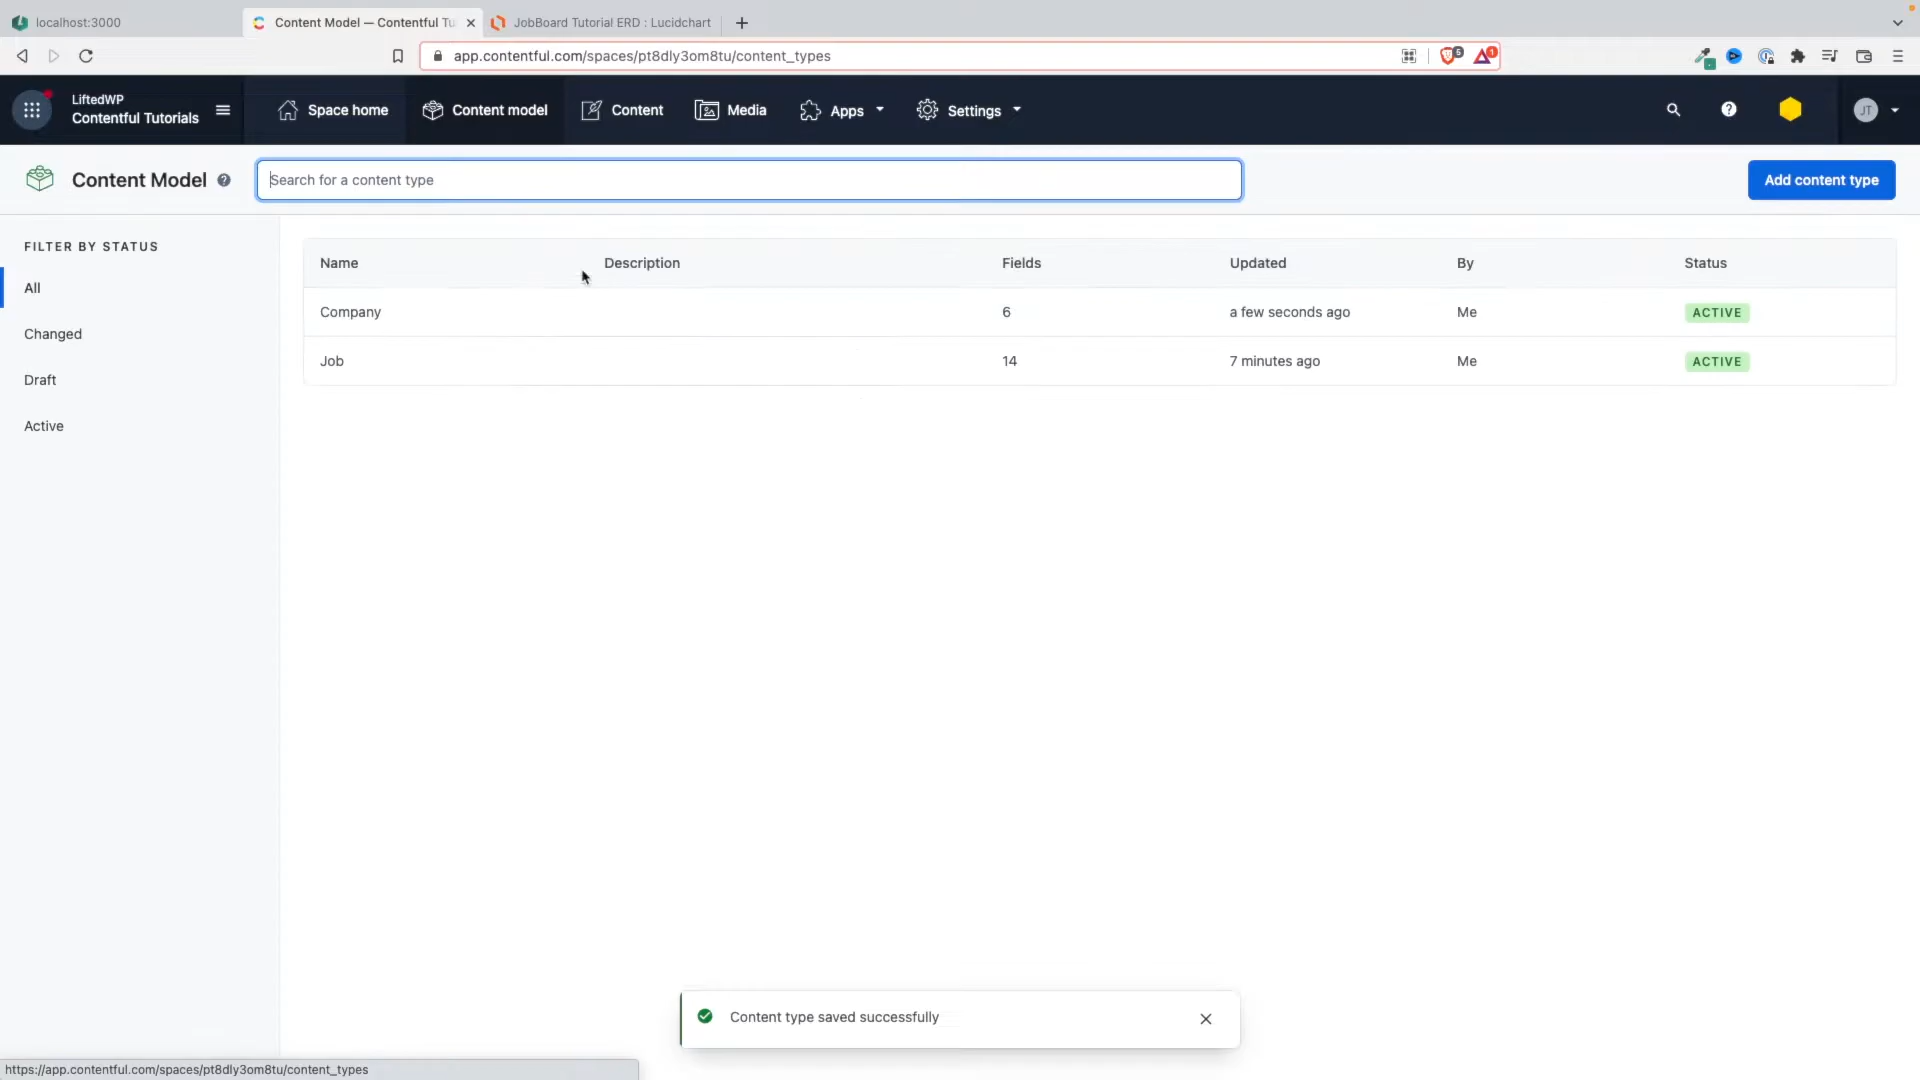 localhost:3000
Content Model — Contentful Tu
JobBoard Tutorial ERD : Lucidchart
app.contentful.com/spaces/pt8dly3om8tu/content_types
5
1
LiftedWP
Contentful Tutorials
Space home
Content model
Content
Media
Apps
Settings
JT
Content Model
Search for a content type
Add content type
FILTER BY STATUS
All
Changed
Draft
Active
Name Description Fields Updated By Status
Company 6 a few seconds ago Me ACTIVE
Job 14 7 minutes ago Me ACTIVE
Content type saved successfully
https://app.contentful.com/spaces/pt8dly3om8tu/content_types